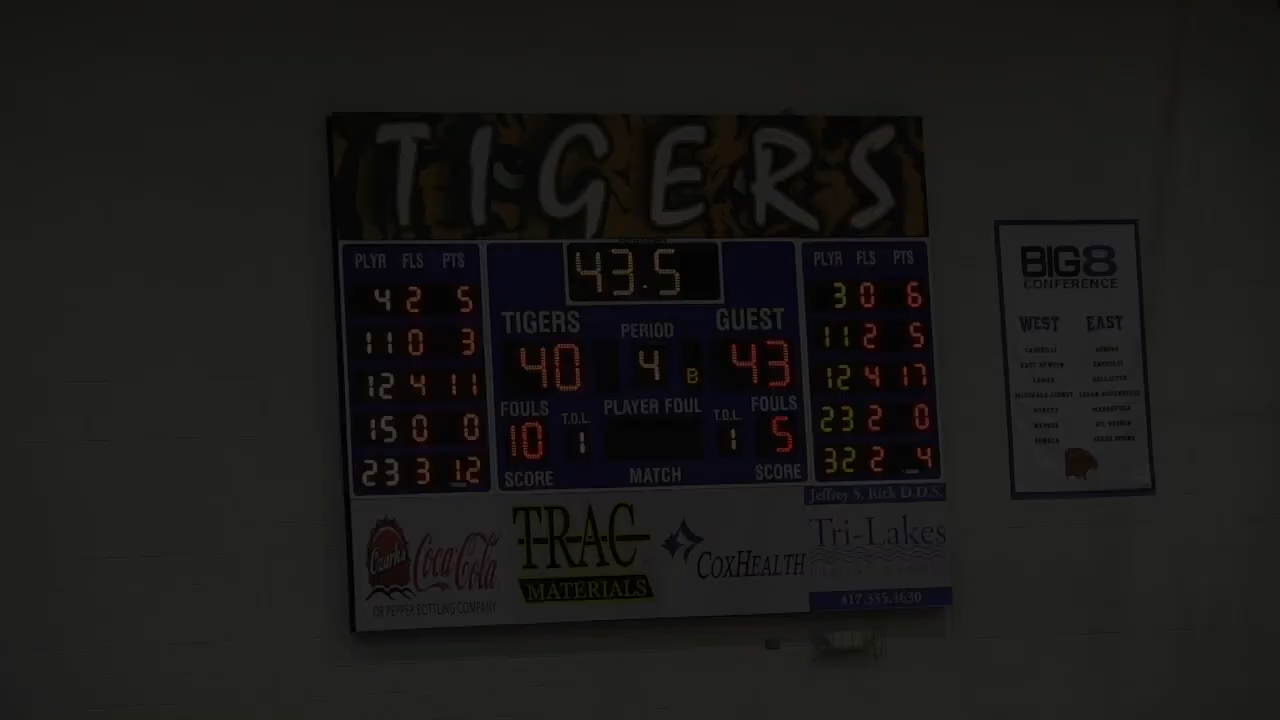 TIGERS
PLYR FLS PTS
43.5
PLYR FLS PTS
4 2 5
3 0 6
TIGERS
PERIOD
GUEST
11 0 3
40
4
B
43
11 2 5
12 4 11
12 4 17
FOULS
T.O.L.
PLAYER FOUL
T.O.L.
FOULS
15 0 0
10
1
1
5
23 2 0
23 3 12
32 2 4
SCORE
MATCH
SCORE
Ozarks
Coca-Cola
DR PEPPER BOTTLING COMPANY
TRAC
MATERIALS
COXHEALTH
Jeffrey S. Rick D.D.S.
Tri-Lakes
417.335.4630
BIG8
CONFERENCE
WEST
EAST